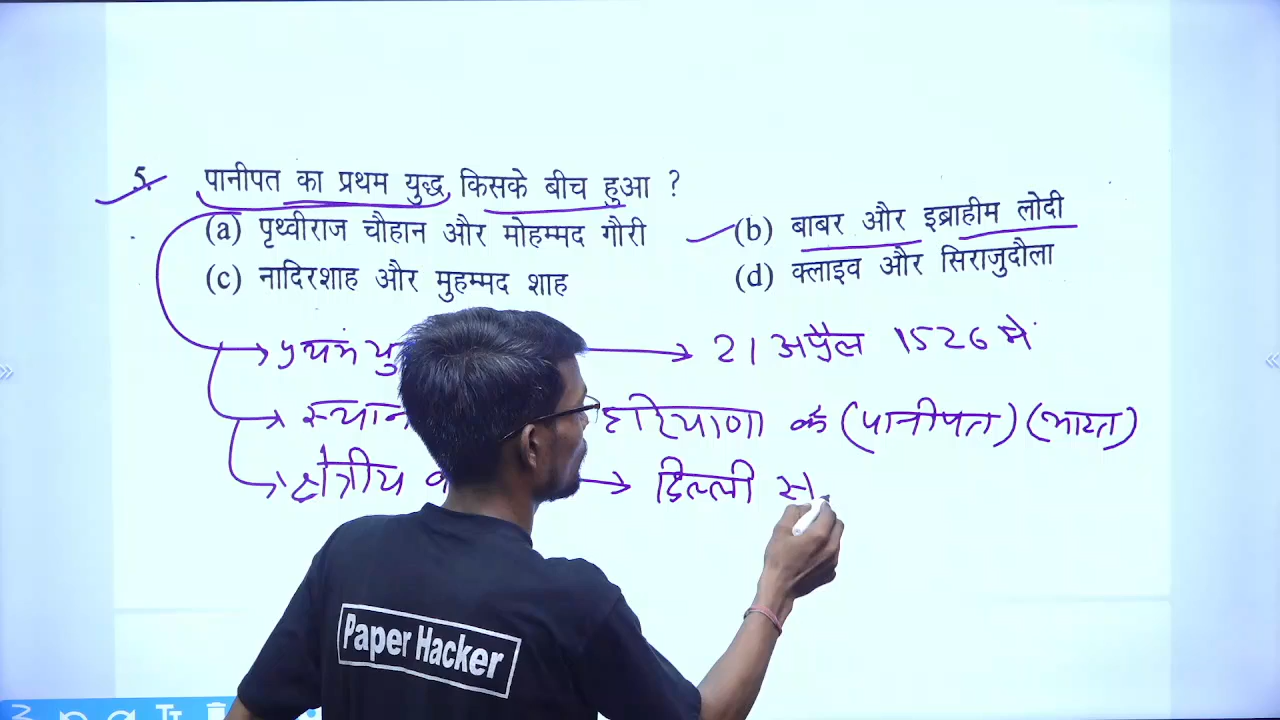 5. पानीपत का प्रथम युद्ध, किसके बीच हुआ ?
(a) पृथ्वीराज चौहान और मोहम्मद गौरी (b) बाबर और इब्राहीम लोदी
(c) नादिरशाह और मुहम्मद शाह (d) क्लाइव और सिराजुदौला
प्रथम यु 21 अप्रैल 1526 में
स्थान हरियाणा के (पानीपत) (भारत)
क्षेत्रीय दिल्ली स
Paper Hacker